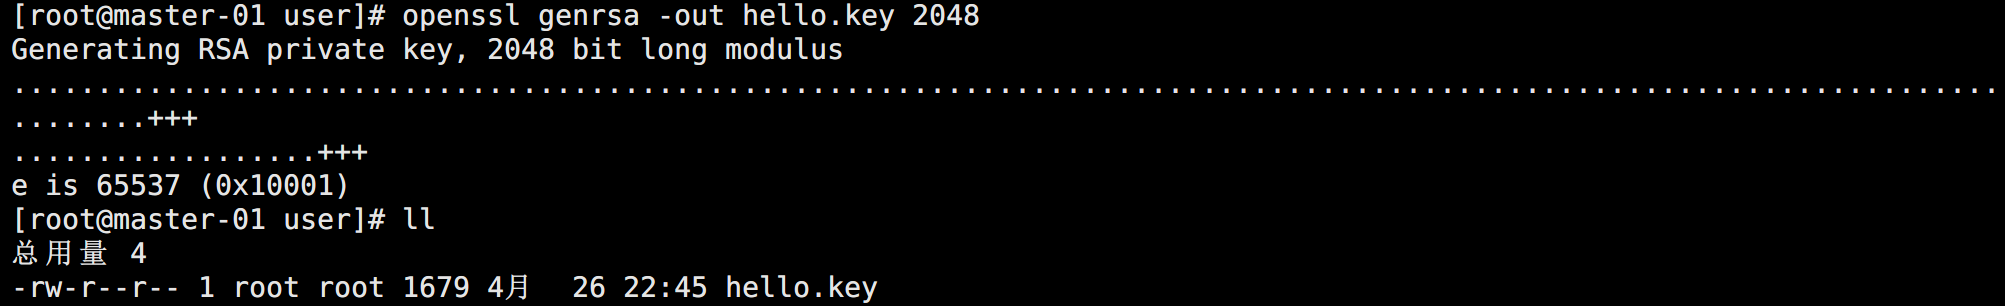 [root@master-01 user]# openssl genrsa -out hello.key 2048
Generating RSA private key, 2048 bit long modulus
.....................................................................................................................
........+++
..................+++
e is 65537 (0x10001)
[root@master-01 user]# ll
总用量 4
-rw-r--r-- 1 root root 1679 4月  26 22:45 hello.key